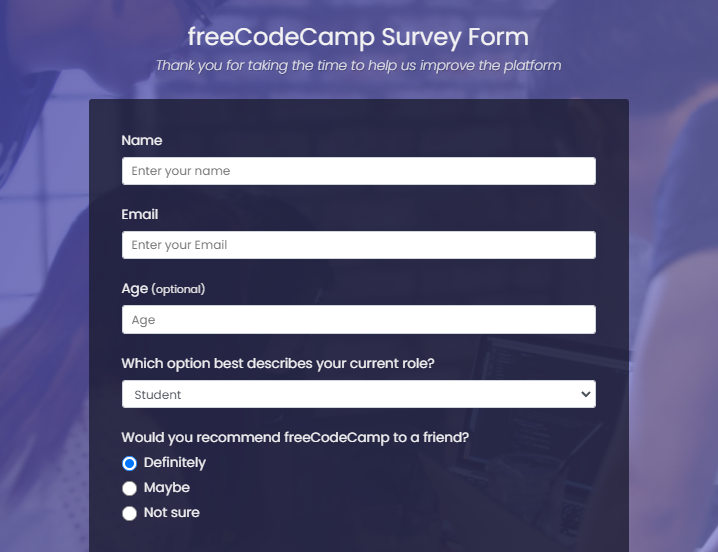 freeCodeCamp Survey Form
Thank you for taking the time to help us improve the platform
Name
Enter your name
Email
Enter your Email
Age (optional)
Age
Which option best describes your current role?
Student
Would you recommend freeCodeCamp to a friend?
Definitely
Maybe
Not sure